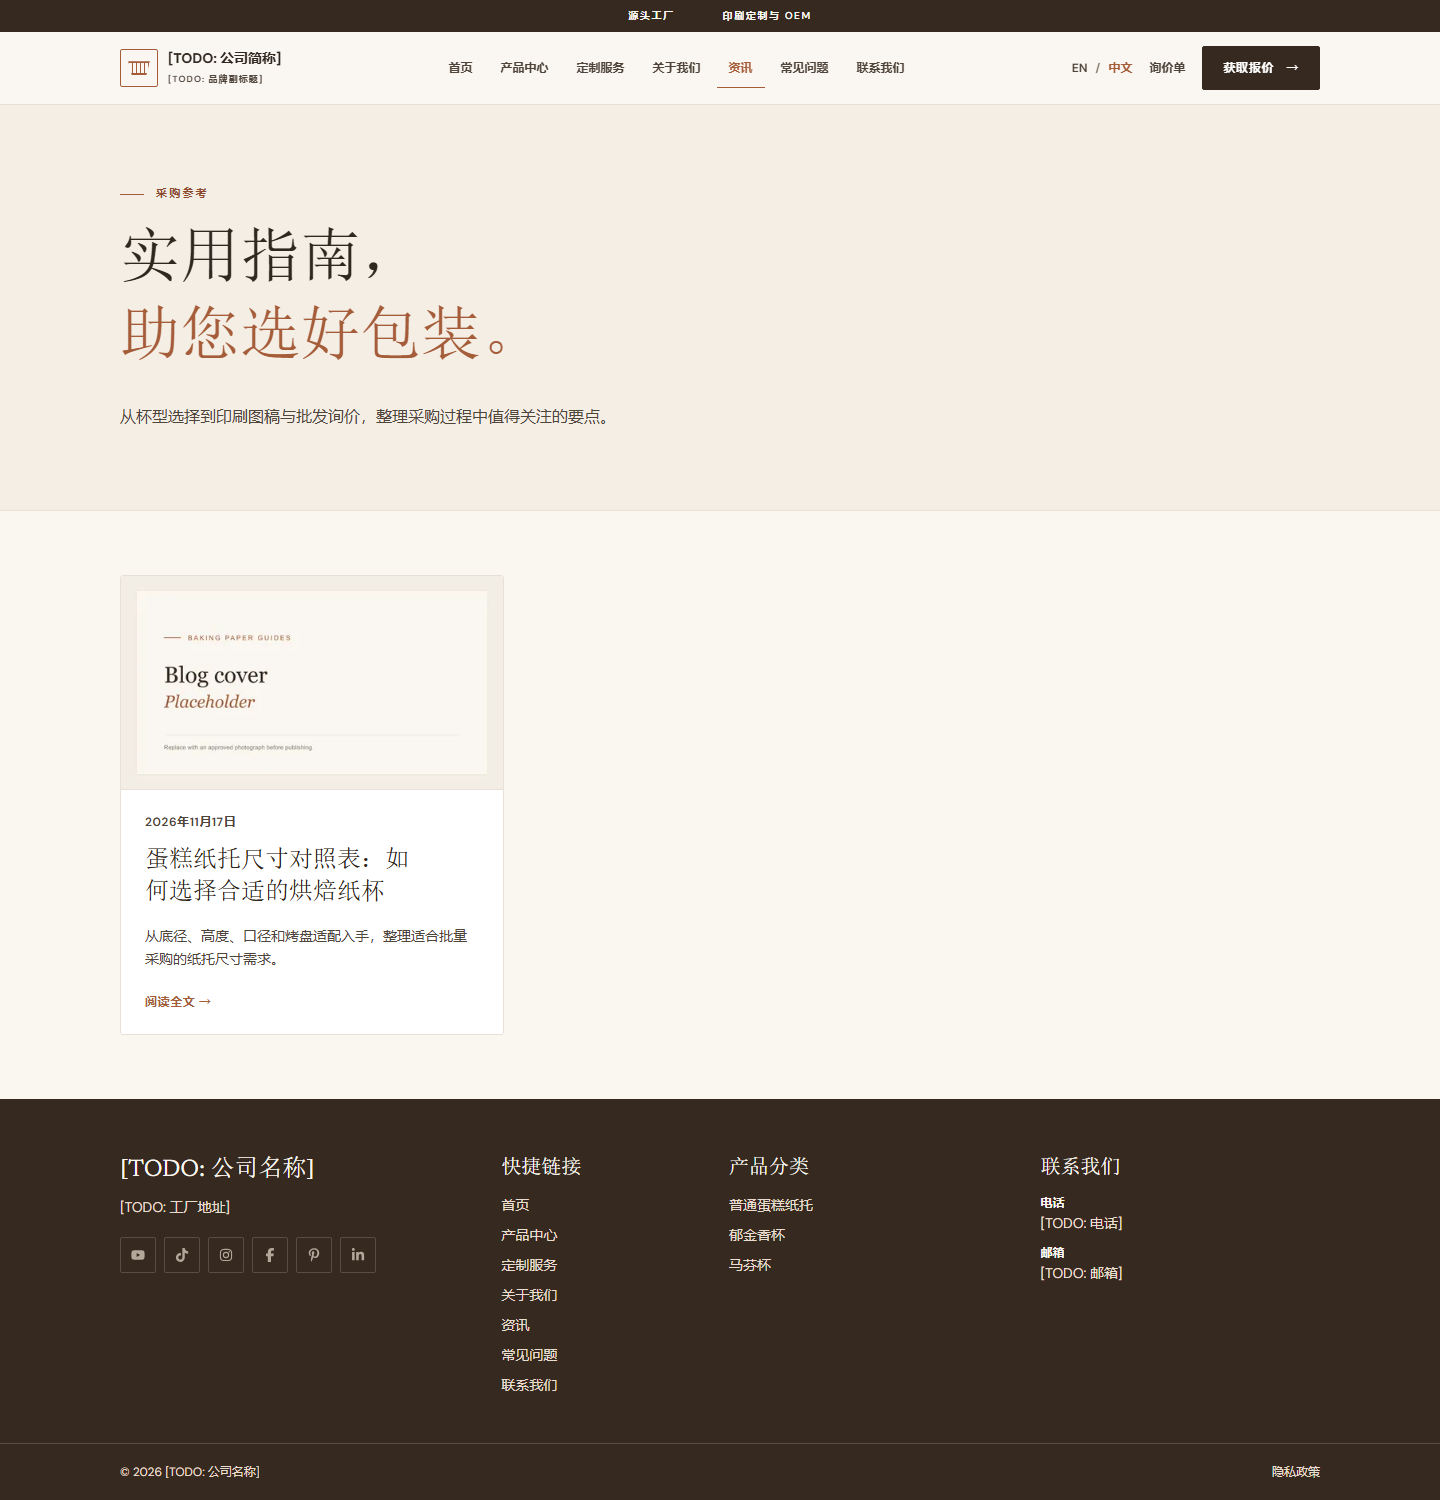 源头工厂
印刷定制与 OEM
[TODO: 公司简称]
[TODO: 品牌副标题]
首页
产品中心
定制服务
关于我们
资讯
常见问题
联系我们
EN / 中文
询价单
获取报价 →
采购参考
实用指南，
助您选好包装。
从杯型选择到印刷图稿与批发询价，整理采购过程中值得关注的要点。
BAKING PAPER GUIDES
Blog cover
Placeholder
Replace with an approved photograph before publishing
2026年11月17日
蛋糕纸托尺寸对照表：如
何选择合适的烘焙纸杯
从底径、高度、口径和烤盘适配入手，整理适合批量
采购的纸托尺寸需求。
阅读全文 →
[TODO: 公司名称]
[TODO: 工厂地址]
快捷链接
首页
产品中心
定制服务
关于我们
资讯
常见问题
联系我们
产品分类
普通蛋糕纸托
郁金香杯
马芬杯
联系我们
电话
[TODO: 电话]
邮箱
[TODO: 邮箱]
© 2026 [TODO: 公司名称]
隐私政策